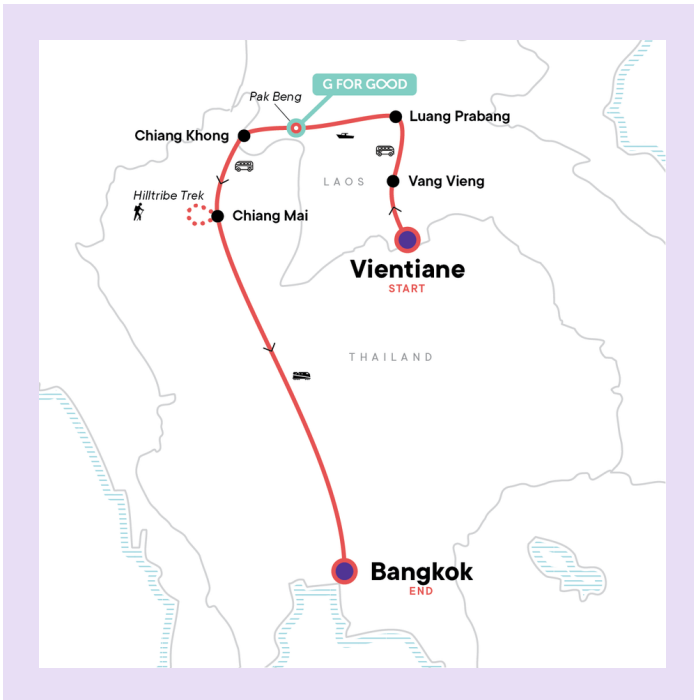 G FOR GOOD
Pak Beng
Luang Prabang
Chiang Khong
LAOS
Vang Vieng
Hilltribe Trek
Chiang Mai
Vientiane
START
THAILAND
Bangkok
END